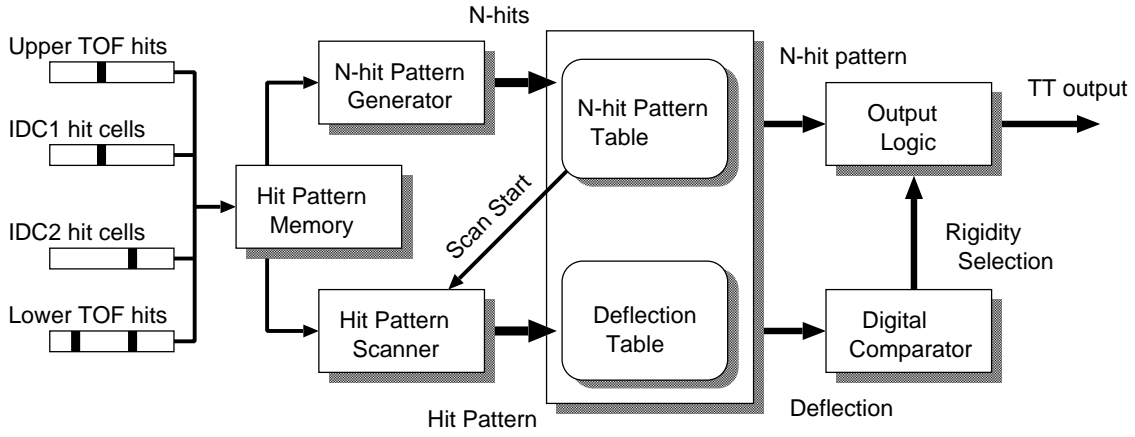 Upper TOF hits
IDC1 hit cells
IDC2 hit cells
Lower TOF hits
Hit Pattern
Memory
N-hit Pattern
Generator
Hit Pattern
Scanner
N-hits
N-hit Pattern
Table
Scan Start
Deflection
Table
Hit Pattern
N-hit pattern
Output
Logic
TT output
Rigidity
Selection
Digital
Comparator
Deflection